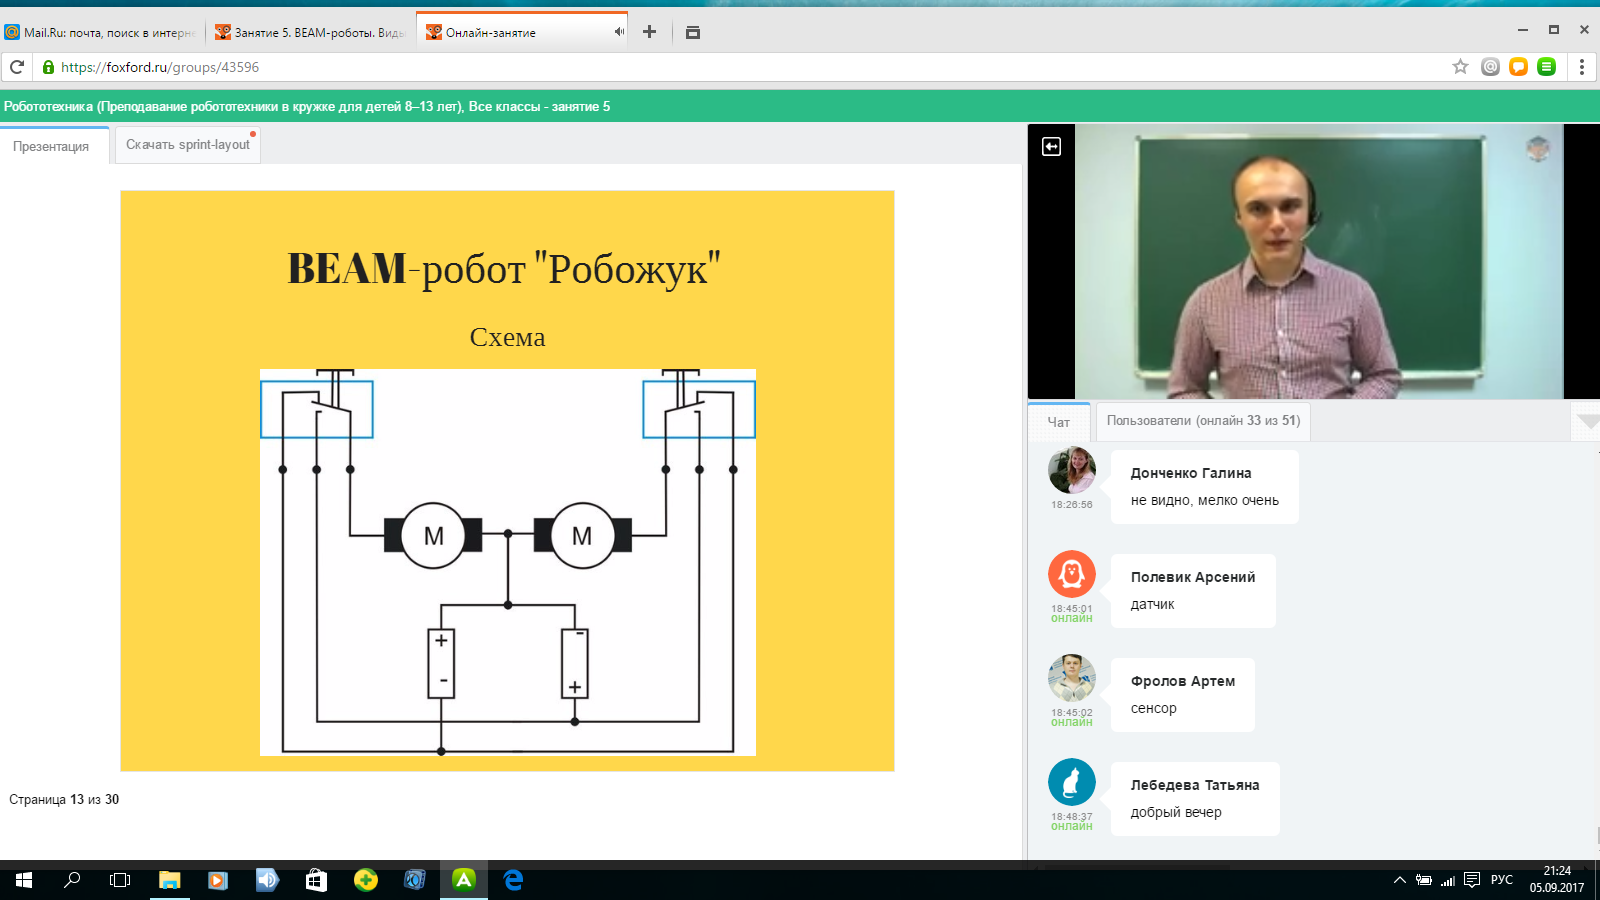 Mail.Ru: почта, поиск в интерне
Занятие 5. BEAM-роботы. Виды
Онлайн-занятие
https://foxford.ru/groups/43596
Робототехника (Преподавание робототехники в кружке для детей 8–13 лет), Все классы - занятие 5
Презентация
Скачать sprint-layout
BEAM-робот "Робожук"
Схема
M
M
+
-
-
+
Страница 13 из 30
Чат
Пользователи (онлайн 33 из 51)
Донченко Галина
не видно, мелко очень
18:26:56
Полевик Арсений
датчик
18:45:01
онлайн
Фролов Артем
сенсор
18:45:02
онлайн
Лебедева Татьяна
добрый вечер
18:48:37
онлайн
РУС
21:24
05.09.2017